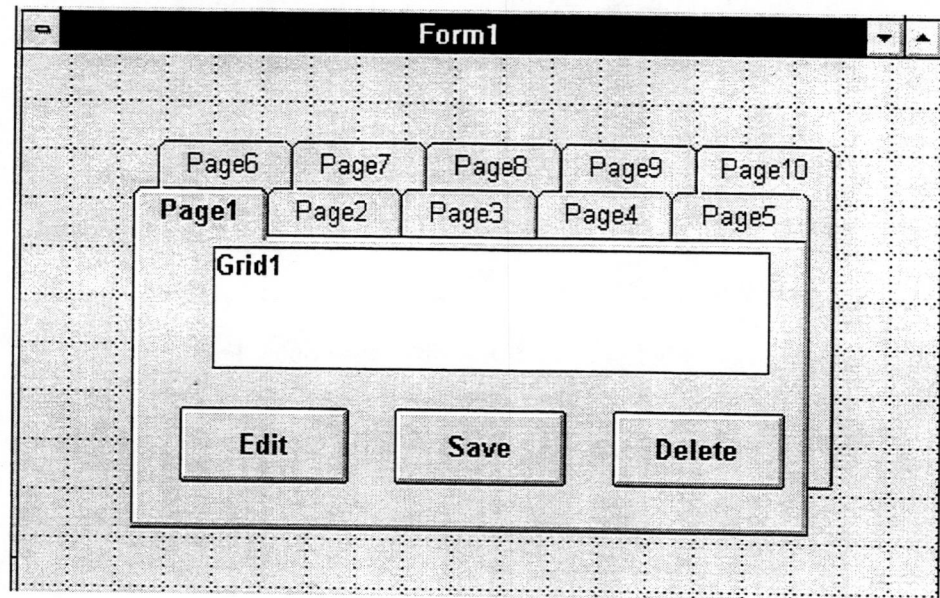 Form1
Page6 Page7 Page8 Page9 Page10
Page1 Page2 Page3 Page4 Page5
Grid1
Edit Save Delete